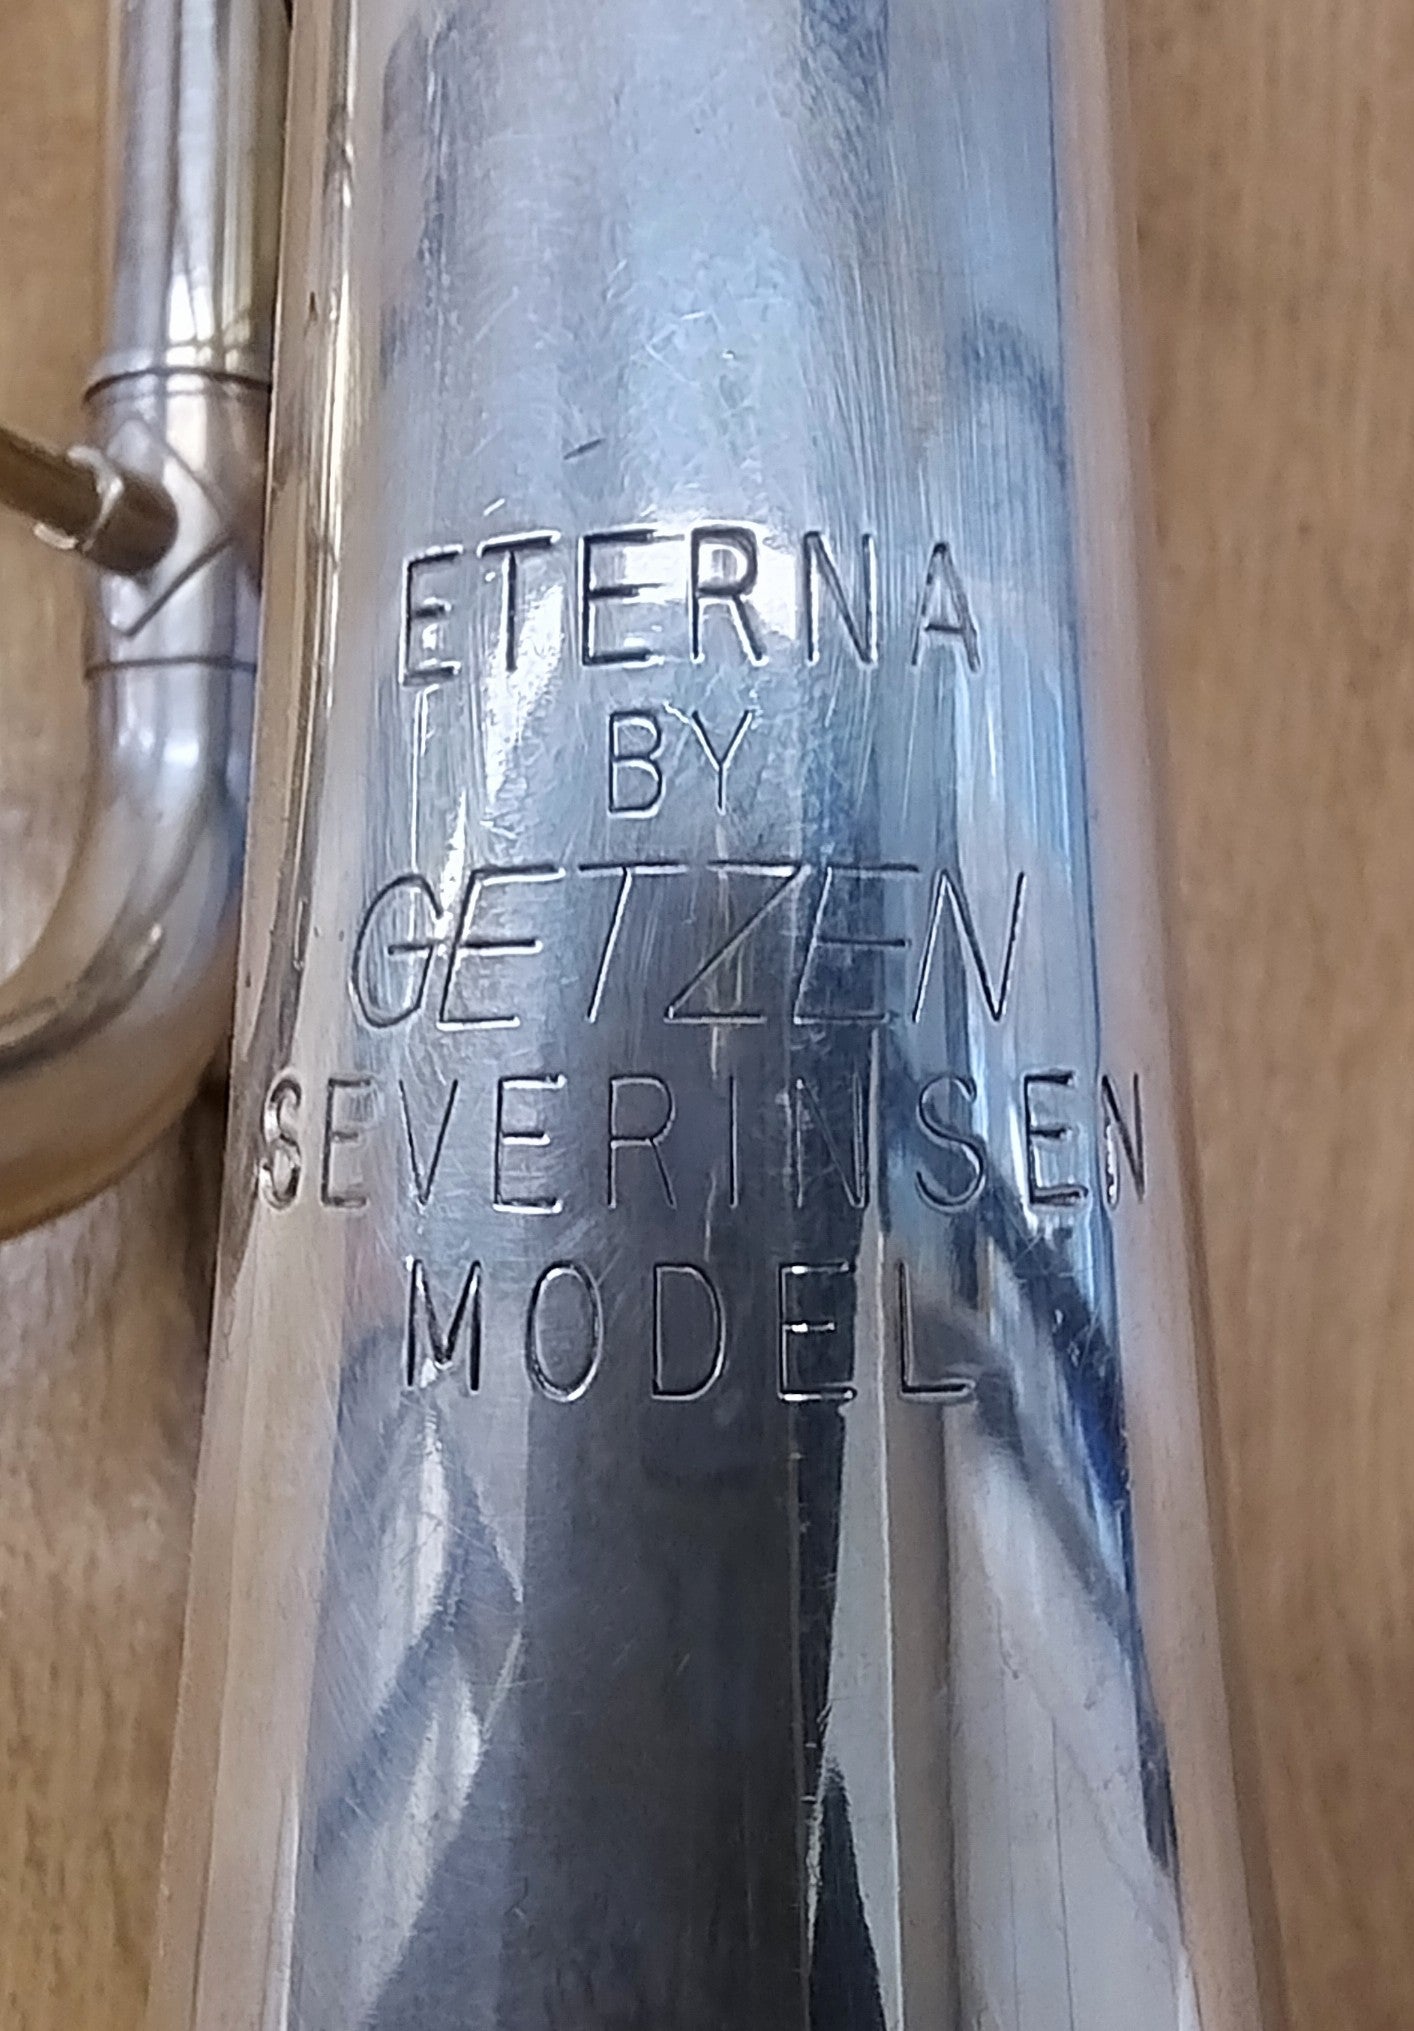 ETERNA
BY
GETZEN
SEVERINSEN
MODEL